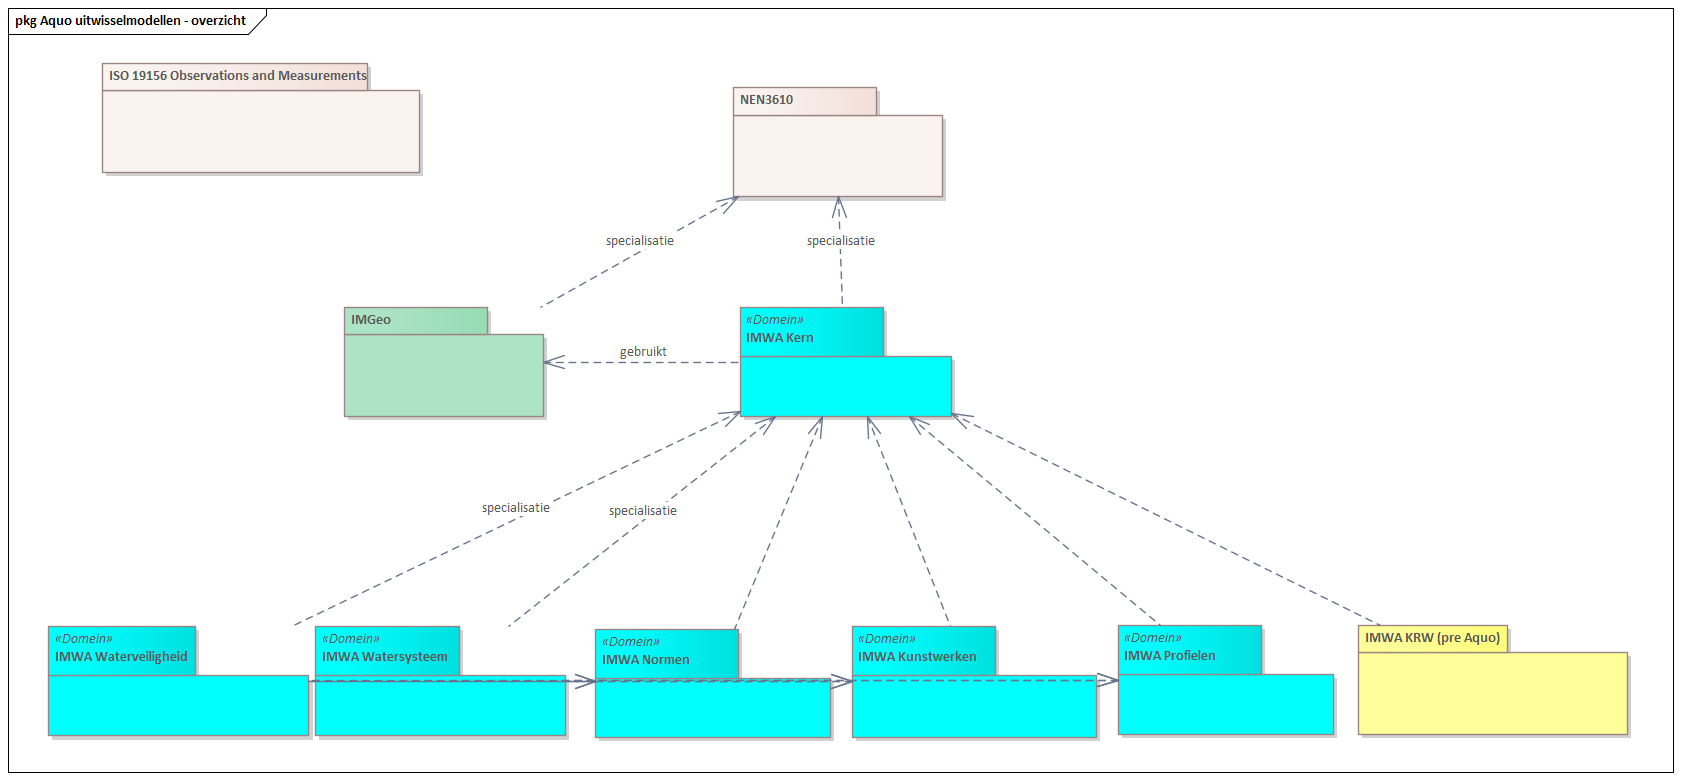 pkg Aquo uitwisselmodellen - overzicht
ISO 19156 Observations and Measurements
NEN3610
specialisatie
specialisatie
IMGeo
«Domein»
IMWA Kern
gebruikt
specialisatie
specialisatie
«Domein»
IMWA Waterveiligheid
«Domein»
IMWA Watersysteem
«Domein»
IMWA Normen
«Domein»
IMWA Kunstwerken
«Domein»
IMWA Profielen
IMWA KRW (pre Aquo)